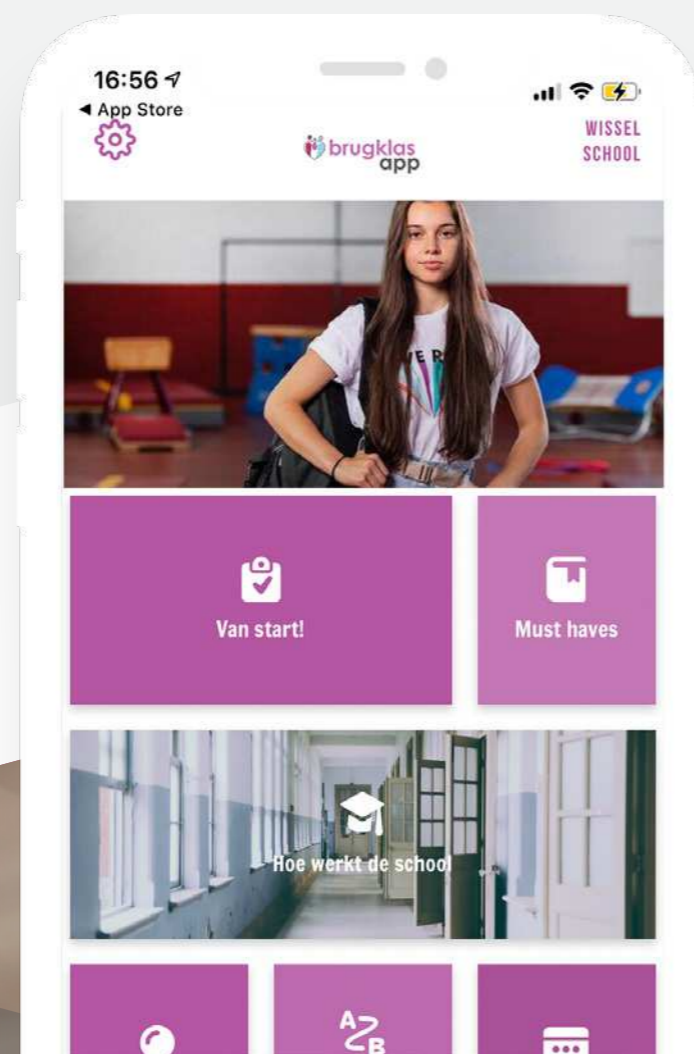 16:56
◀ App Store
brugklas
app
WISSEL
SCHOOL
Van start!
Must haves
Hoe werkt de school
A
B